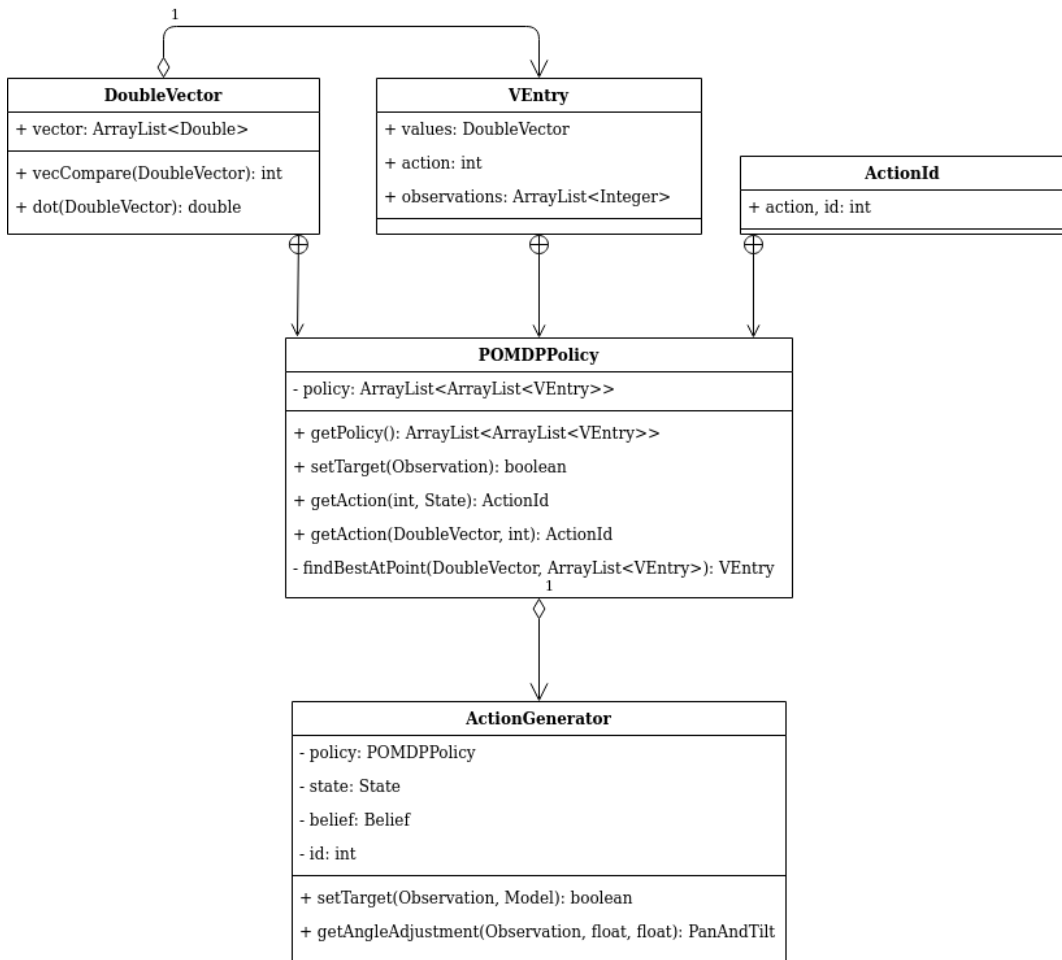 1
DoubleVector
+ vector: ArrayList<Double>
+ vecCompare(DoubleVector): int
+ dot(DoubleVector): double
VEntry
+ values: DoubleVector
+ action: int
+ observations: ArrayList<Integer>
ActionId
+ action, id: int
POMDPPolicy
- policy: ArrayList<ArrayList<VEntry>>
+ getPolicy(): ArrayList<ArrayList<VEntry>>
+ setTarget(Observation): boolean
+ getAction(int, State): ActionId
+ getAction(DoubleVector, int): ActionId
- findBestAtPoint(DoubleVector, ArrayList<VEntry>): VEntry
1
ActionGenerator
- policy: POMDPPolicy
- state: State
- belief: Belief
- id: int
+ setTarget(Observation, Model): boolean
+ getAngleAdjustment(Observation, float, float): PanAndTilt